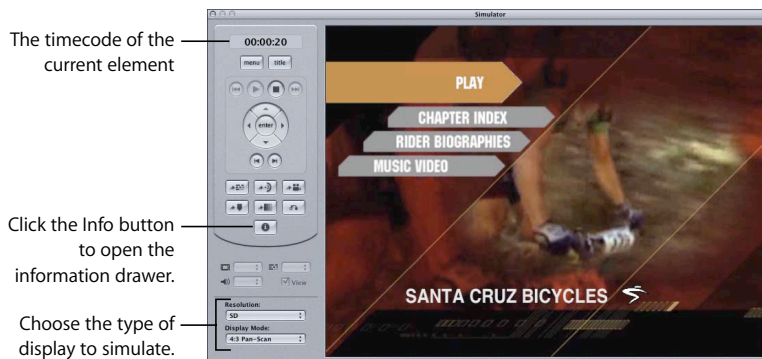 Simulator
The timecode of the
current element
00:00:20
menu
title
enter
Click the Info button
to open the
information drawer.
View
Choose the type of
display to simulate.
Resolution:
SD
Display Mode:
4:3 Pan-Scan
PLAY
CHAPTER INDEX
RIDER BIOGRAPHIES
MUSIC VIDEO
SANTA CRUZ BICYCLES